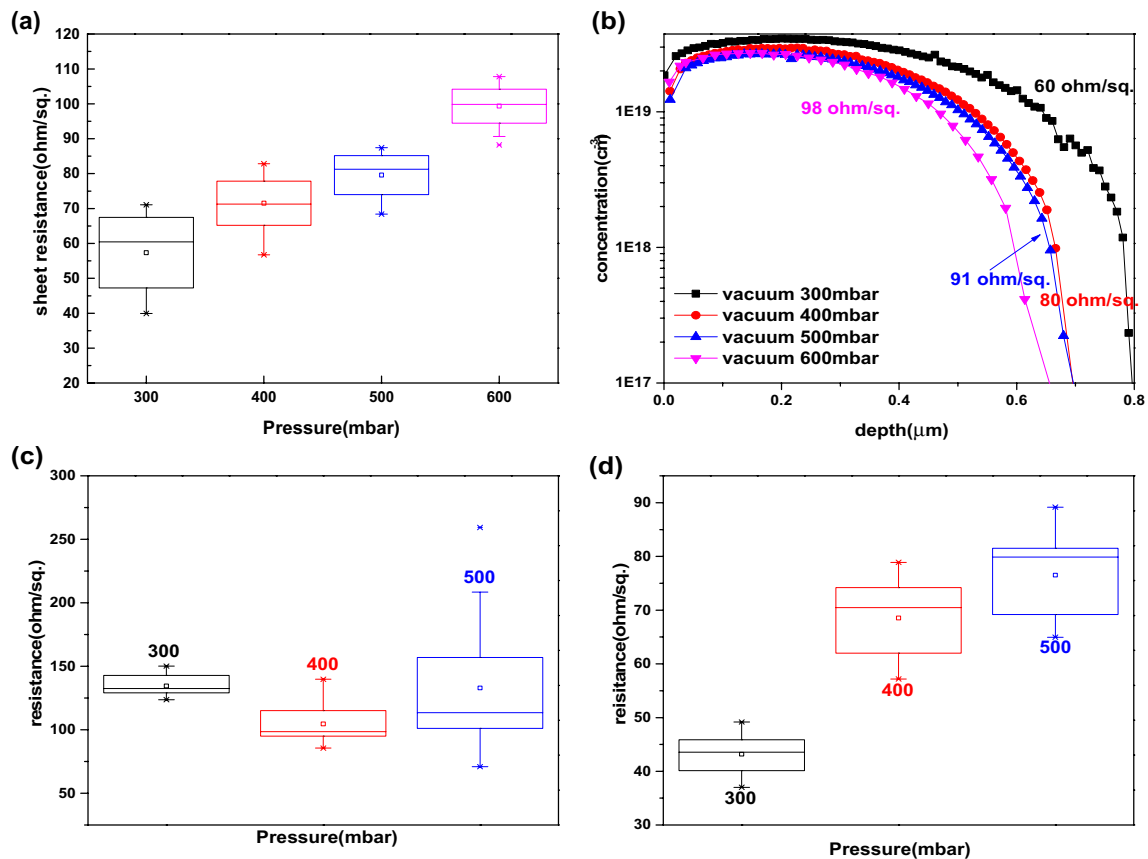 (a)
sheet resistance(ohm/sq.)
120
110
100
90
80
70
60
50
40
30
20
300
400
500
600
Pressure(mbar)
(b)
concentration(cm-3)
1E19
1E18
1E17
60 ohm/sq.
98 ohm/sq.
91 ohm/sq.
80 ohm/sq.
vacuum 300mbar
vacuum 400mbar
vacuum 500mbar
vacuum 600mbar
0.0
0.2
0.4
0.6
0.8
depth(μm)
(c)
resistance(ohm/sq.)
300
250
200
150
100
50
300
400
500
Pressure(mbar)
(d)
reisitance(ohm/sq.)
90
80
70
60
50
40
30
300
400
500
Pressure(mbar)